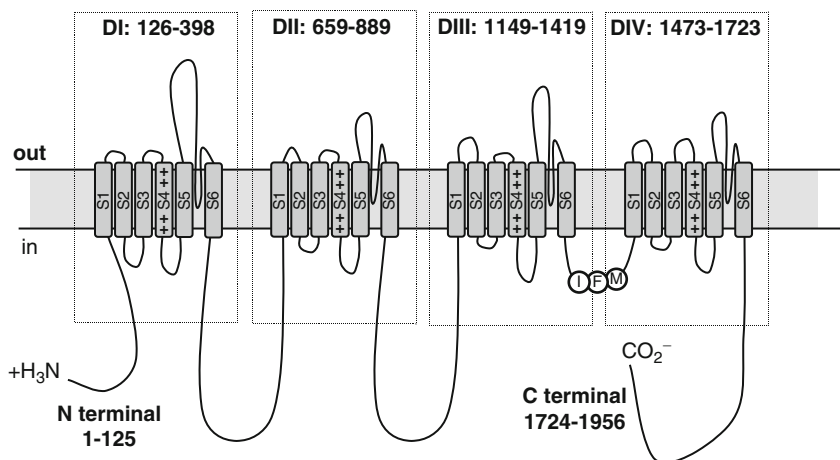 DI: 126-398
DII: 659-889
DIII: 1149-1419
DIV: 1473-1723
out
in
S1 S2 S3 ++S4++ S5 S6
S1 S2 S3 ++S4++ S5 S6
S1 S2 S3 ++S4++ S5 S6
S1 S2 S3 ++S4++ S5 S6
I F M
+H₃N
N terminal
1-125
CO₂⁻
C terminal
1724-1956